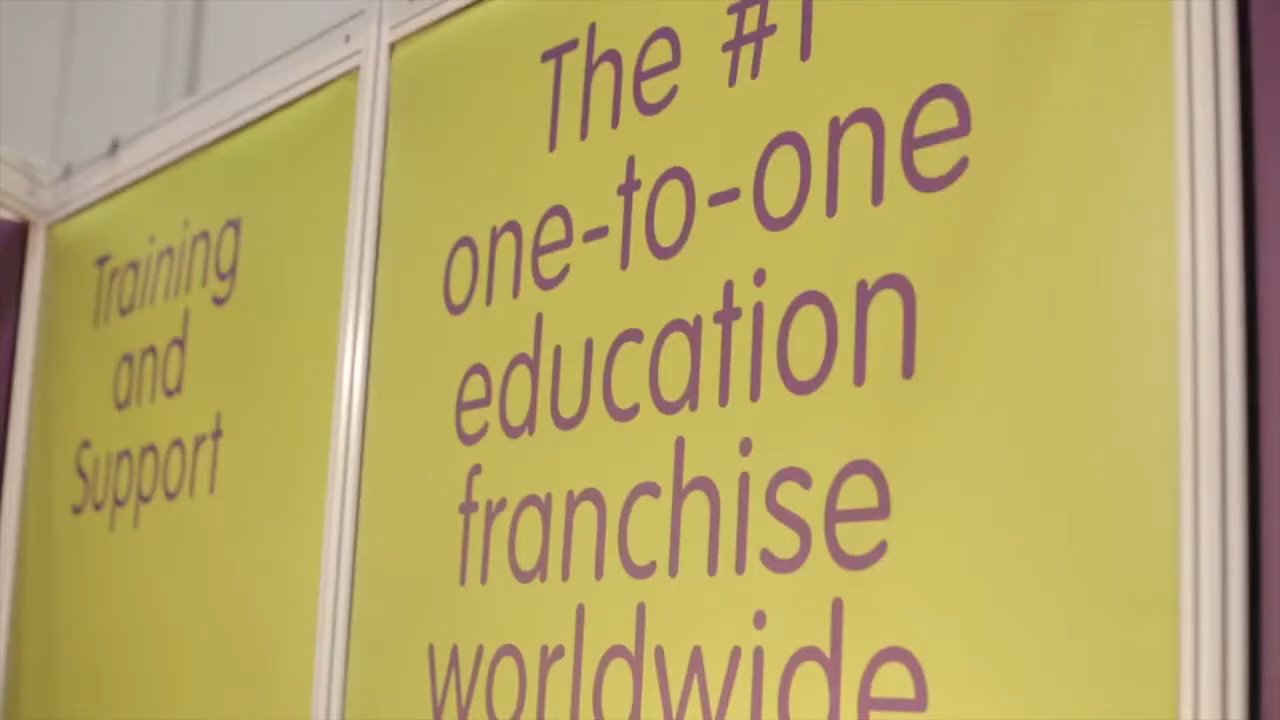 Training
and
Support
The #1
one-to-one
education
franchise
worldwide